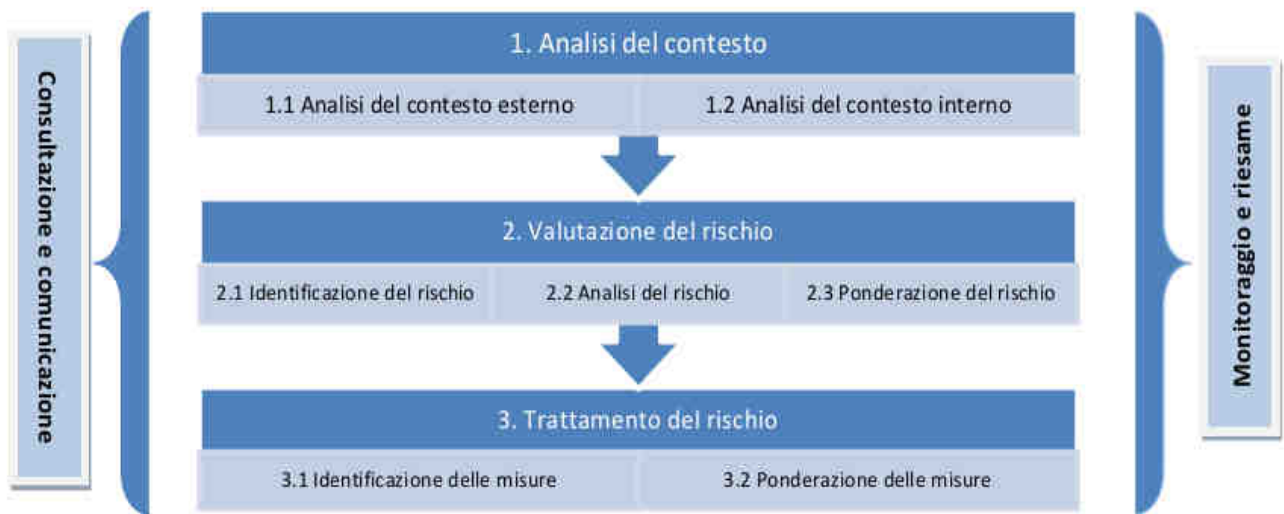 Consultazione e comunicazione
1. Analisi del contesto
1.1 Analisi del contesto esterno
1.2 Analisi del contesto interno
2. Valutazione del rischio
2.1 Identificazione del rischio
2.2 Analisi del rischio
2.3 Ponderazione del rischio
3. Trattamento del rischio
3.1 Identificazione delle misure
3.2 Ponderazione delle misure
Monitoraggio e riesame